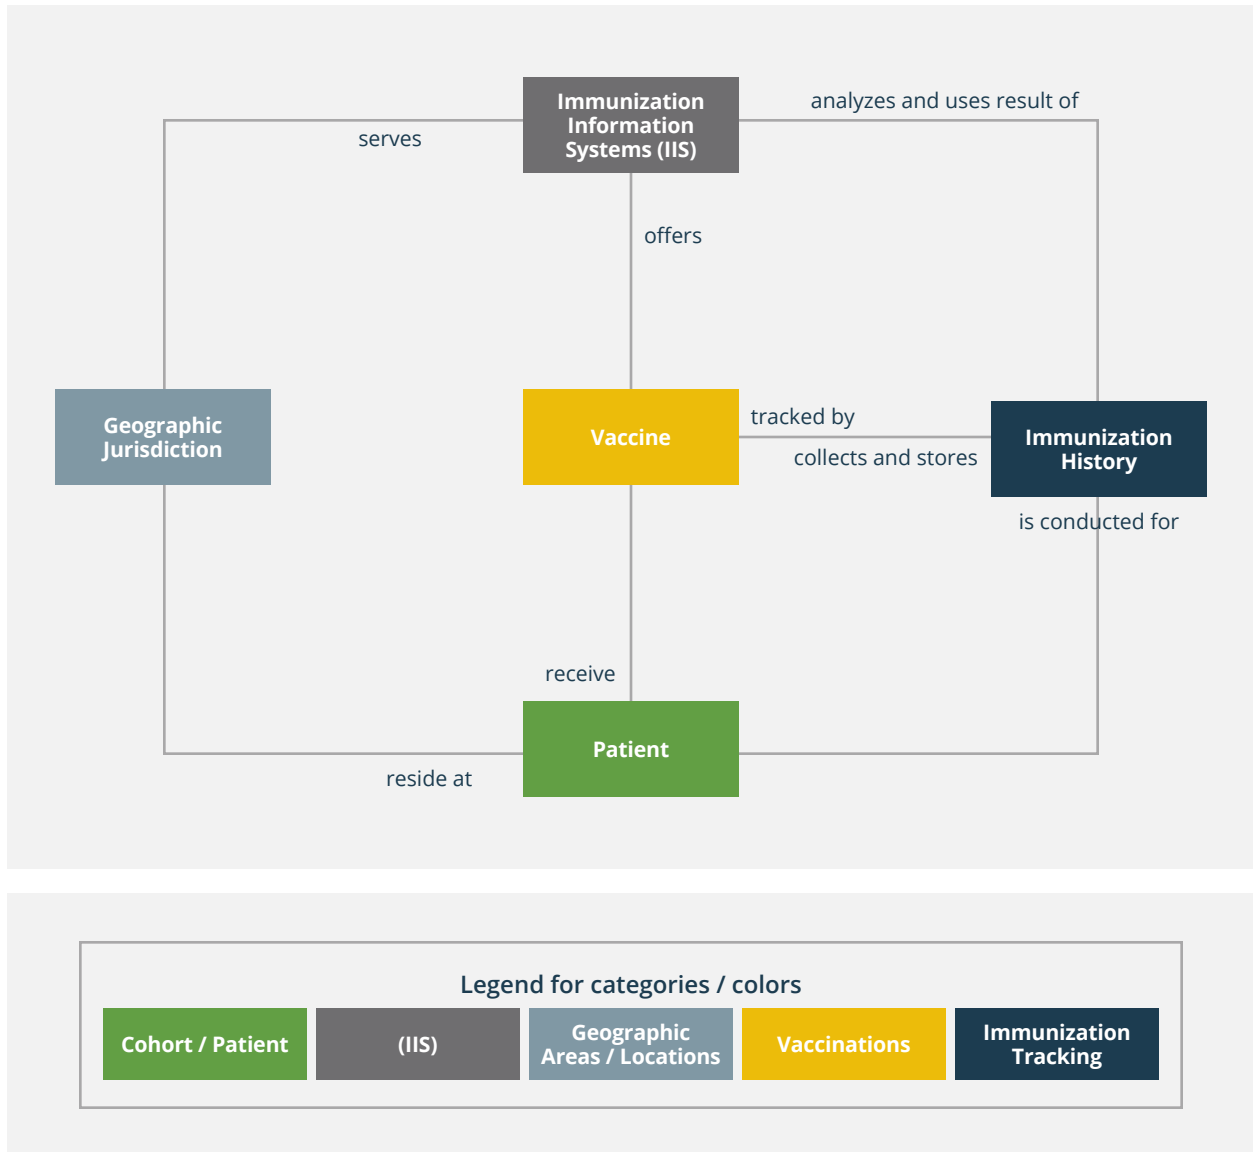 Immunization
Information
Systems (IIS)
analyzes and uses result of
serves
offers
Geographic
Jurisdiction
Vaccine
tracked by
collects and stores
Immunization
History
is conducted for
receive
Patient
reside at
Legend for categories / colors
Cohort / Patient
(IIS)
Geographic
Areas / Locations
Vaccinations
Immunization
Tracking